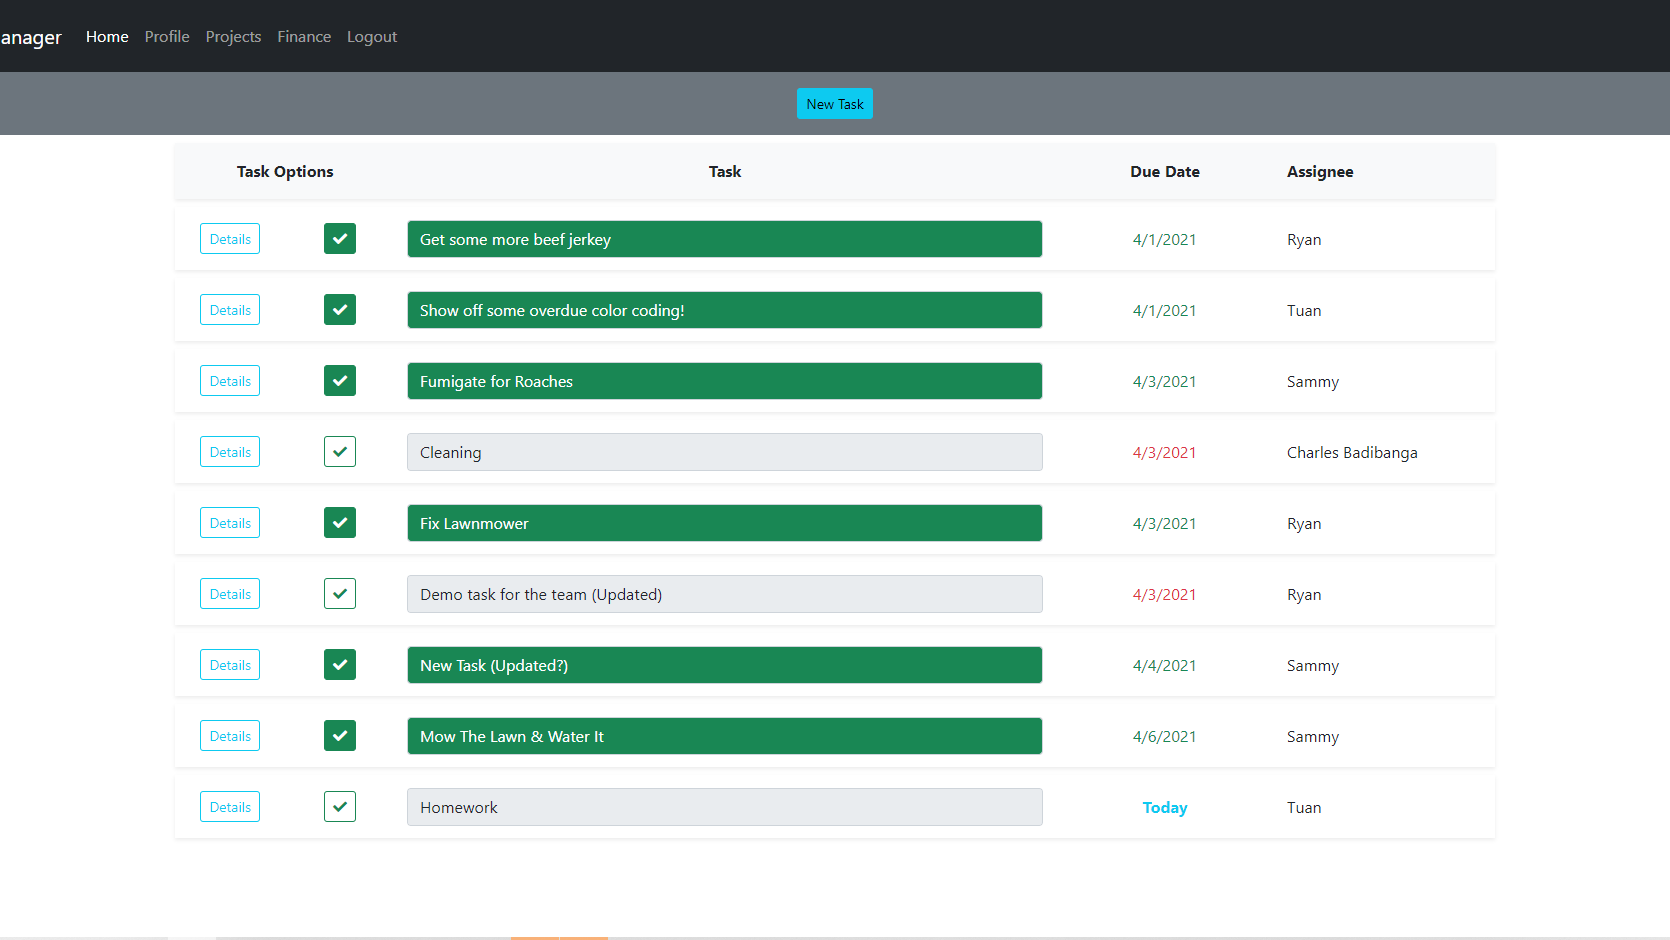 anager Home Profile Projects Finance Logout
New Task
Task Options Task Due Date Assignee
Details Get some more beef jerkey 4/1/2021 Ryan
Details Show off some overdue color coding! 4/1/2021 Tuan
Details Fumigate for Roaches 4/3/2021 Sammy
Details Cleaning 4/3/2021 Charles Badibanga
Details Fix Lawnmower 4/3/2021 Ryan
Details Demo task for the team (Updated) 4/3/2021 Ryan
Details New Task (Updated?) 4/4/2021 Sammy
Details Mow The Lawn & Water It 4/6/2021 Sammy
Details Homework Today Tuan